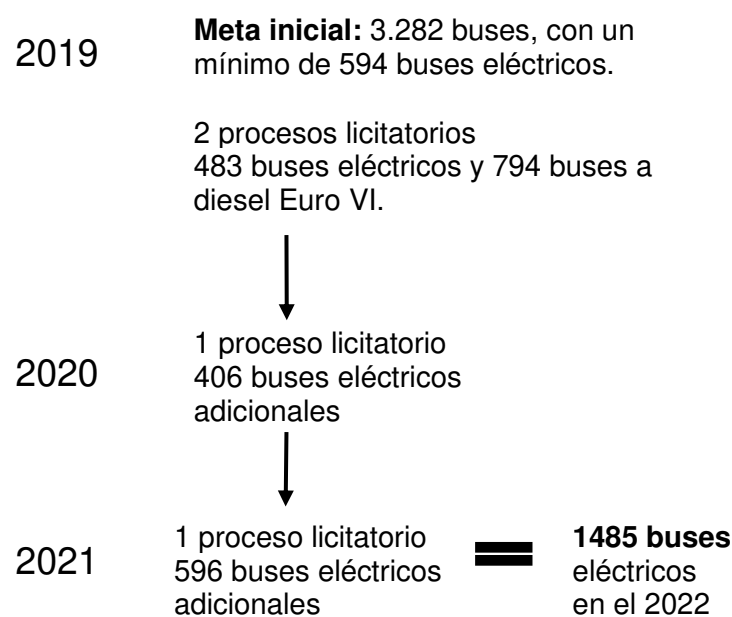 2019
Meta inicial: 3.282 buses, con un
mínimo de 594 buses eléctricos.
2 procesos licitatorios
483 buses eléctricos y 794 buses a
diesel Euro VI.
2020
1 proceso licitatorio
406 buses eléctricos
adicionales
2021
1 proceso licitatorio
596 buses eléctricos
adicionales
1485 buses
eléctricos
en el 2022